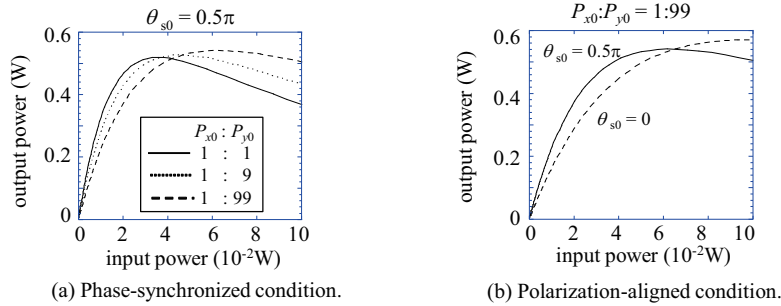 θs0 = 0.5π
output power (W)
0.6
0.4
0.2
0
Px0 : Py0
1 : 1
1 : 9
1 : 99
0 2 4 6 8 10
input power (10-2W)
(a) Phase-synchronized condition.
Px0:Py0 = 1:99
output power (W)
0.6
0.4
0.2
0
θs0 = 0.5π
θs0 = 0
0 2 4 6 8 10
input power (10-2W)
(b) Polarization-aligned condition.